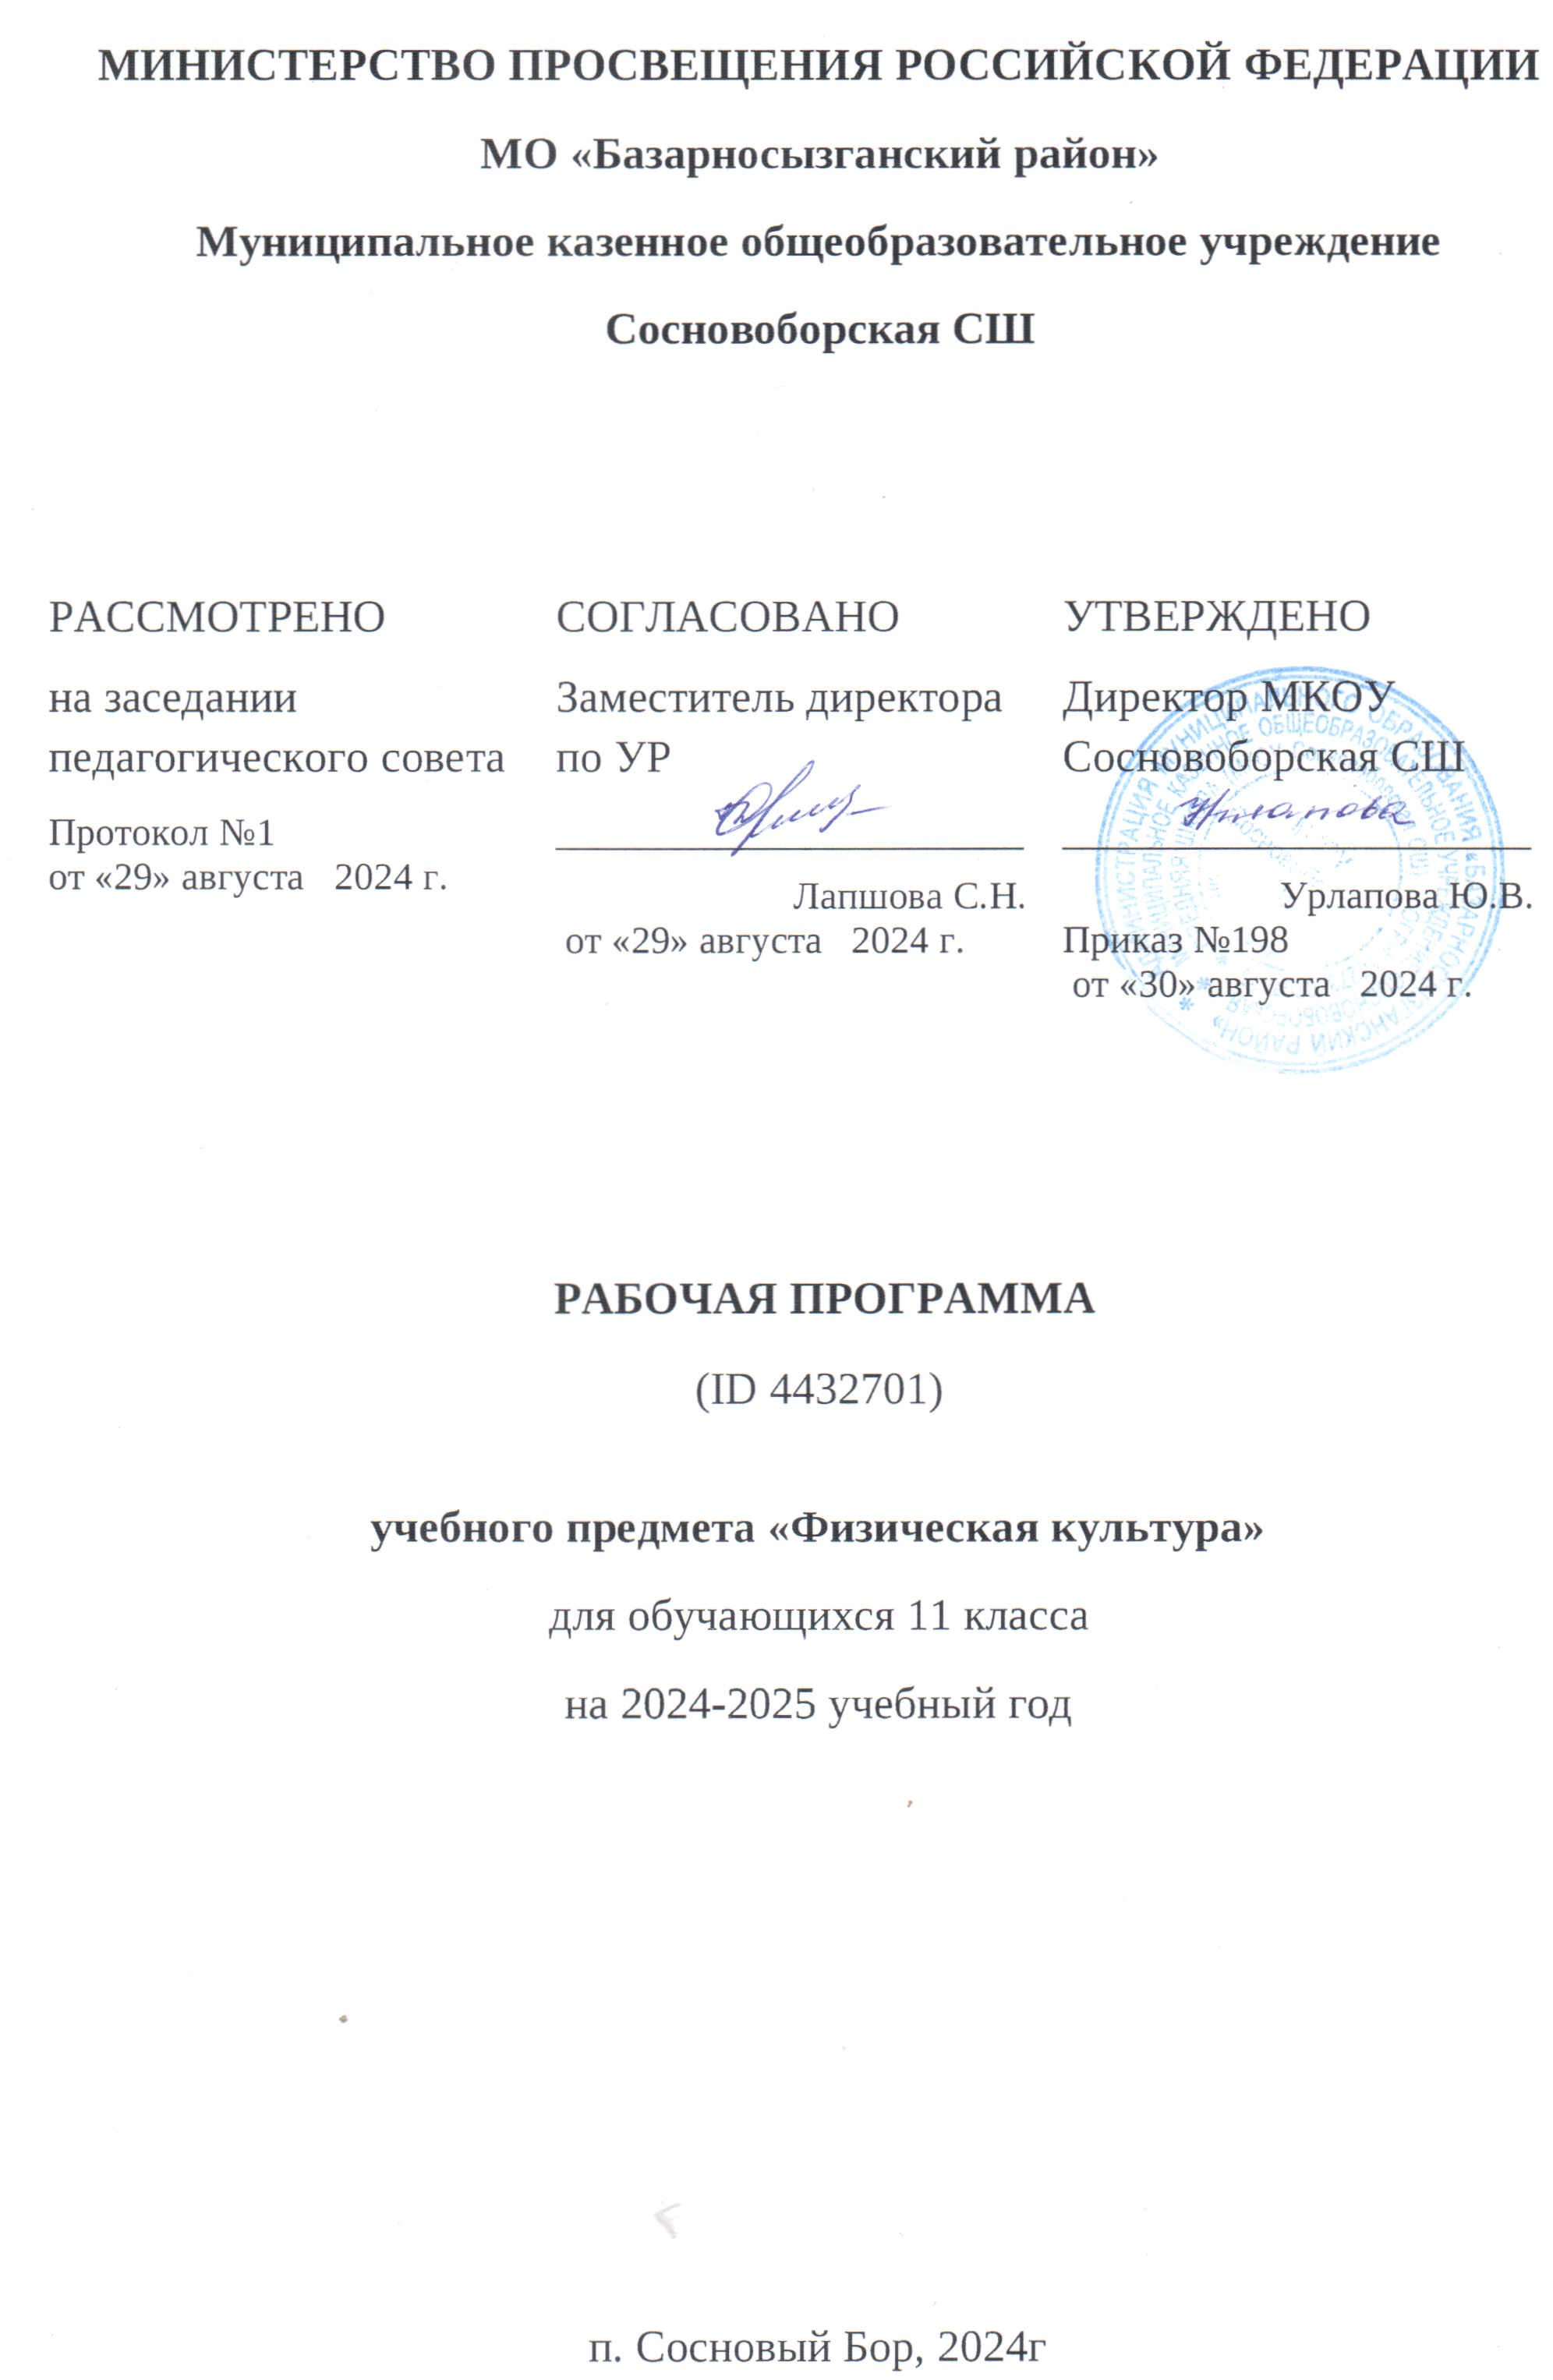 МИНИСТЕРСТВО ПРОСВЕЩЕНИЯ РОССИЙСКОЙ ФЕДЕРАЦИИ
МО «Базарносызганский район»
Муниципальное казенное общеобразовательное учреждение
Сосновоборская СШ
РАССМОТРЕНО
на заседании
педагогического совета
Протокол №1
от «29» августа 2024 г.
СОГЛАСОВАНО
Заместитель директора
по УР
Лапшова С.Н.
от «29» августа 2024 г.
УТВЕРЖДЕНО
Директор МКОУ
Сосновоборская СШ
Урлапова
Урлапова Ю.В.
Приказ №198
от «30» августа 2024 г.
РАБОЧАЯ ПРОГРАММА
(ID 4432701)
учебного предмета «Физическая культура»
для обучающихся 11 класса
на 2024-2025 учебный год
п. Сосновый Бор, 2024г